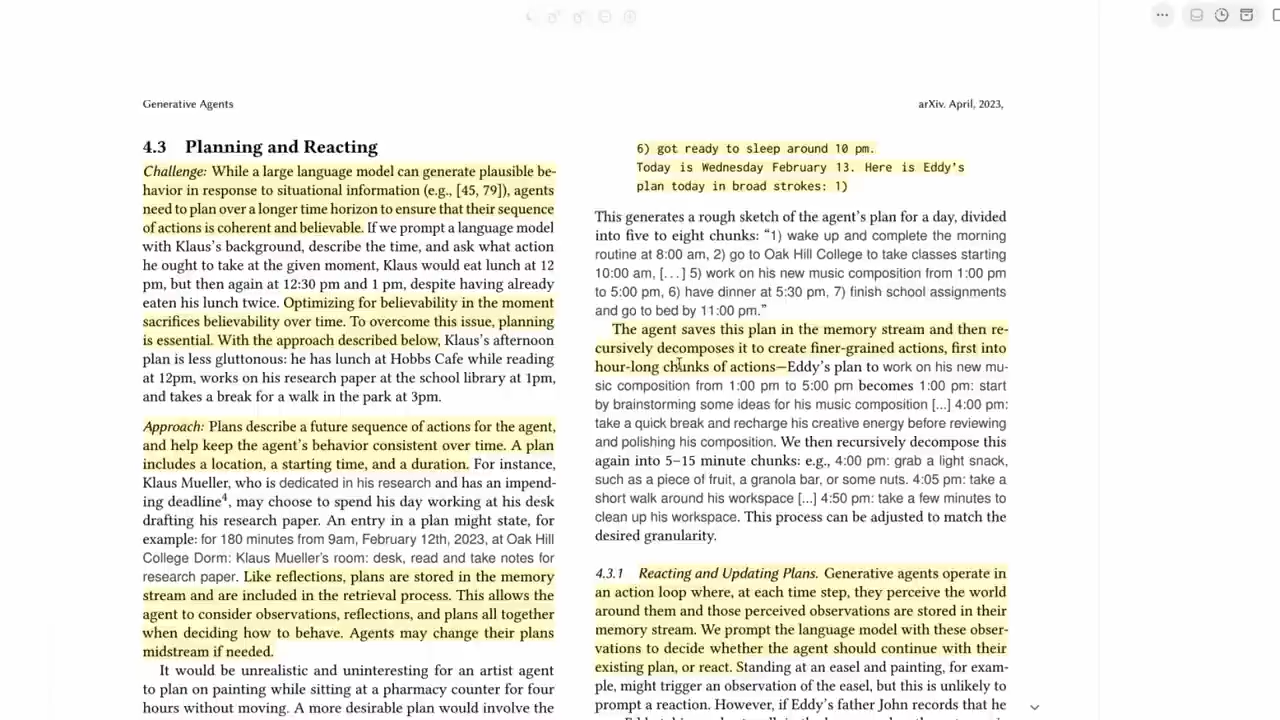 Generative Agents
arXiv. April, 2023,
4.3 Planning and Reacting
Challenge: While a large language model can generate plausible be-
havior in response to situational information (e.g., [45, 79]), agents
need to plan over a longer time horizon to ensure that their sequence
of actions is coherent and believable. If we prompt a language model
with Klaus's background, describe the time, and ask what action
he ought to take at the given moment, Klaus would eat lunch at 12
pm, but then again at 12:30 pm and 1 pm, despite having already
eaten his lunch twice. Optimizing for believability in the moment
sacrifices believability over time. To overcome this issue, planning
is essential. With the approach described below, Klaus's afternoon
plan is less gluttonous: he has lunch at Hobbs Cafe while reading
at 12pm, works on his research paper at the school library at 1pm,
and takes a break for a walk in the park at 3pm.
Approach: Plans describe a future sequence of actions for the agent,
and help keep the agent's behavior consistent over time. A plan
includes a location, a starting time, and a duration. For instance,
Klaus Mueller, who is dedicated in his research and has an impend-
ing deadline4, may choose to spend his day working at his desk
drafting his research paper. An entry in a plan might state, for
example: for 180 minutes from 9am, February 12th, 2023, at Oak Hill
College Dorm: Klaus Mueller's room: desk, read and take notes for
research paper. Like reflections, plans are stored in the memory
stream and are included in the retrieval process. This allows the
agent to consider observations, reflections, and plans all together
when deciding how to behave. Agents may change their plans
midstream if needed.
It would be unrealistic and uninteresting for an artist agent
to plan on painting while sitting at a pharmacy counter for four
hours without moving. A more desirable plan would involve the
6) got ready to sleep around 10 pm.
Today is Wednesday February 13. Here is Eddy's
plan today in broad strokes: 1)
This generates a rough sketch of the agent's plan for a day, divided
into five to eight chunks: "1) wake up and complete the morning
routine at 8:00 am, 2) go to Oak Hill College to take classes starting
10:00 am, [...] 5) work on his new music composition from 1:00 pm
to 5:00 pm, 6) have dinner at 5:30 pm, 7) finish school assignments
and go to bed by 11:00 pm."
The agent saves this plan in the memory stream and then re-
cursively decomposes it to create finer-grained actions, first into
hour-long chunks of actions—Eddy's plan to work on his new mu-
sic composition from 1:00 pm to 5:00 pm becomes 1:00 pm: start
by brainstorming some ideas for his music composition [...] 4:00 pm:
take a quick break and recharge his creative energy before reviewing
and polishing his composition. We then recursively decompose this
again into 5–15 minute chunks: e.g., 4:00 pm: grab a light snack,
such as a piece of fruit, a granola bar, or some nuts. 4:05 pm: take a
short walk around his workspace [...] 4:50 pm: take a few minutes to
clean up his workspace. This process can be adjusted to match the
desired granularity.
4.3.1 Reacting and Updating Plans. Generative agents operate in
an action loop where, at each time step, they perceive the world
around them and those perceived observations are stored in their
memory stream. We prompt the language model with these obser-
vations to decide whether the agent should continue with their
existing plan, or react. Standing at an easel and painting, for exam-
ple, might trigger an observation of the easel, but this is unlikely to
prompt a reaction. However, if Eddy's father John records that he